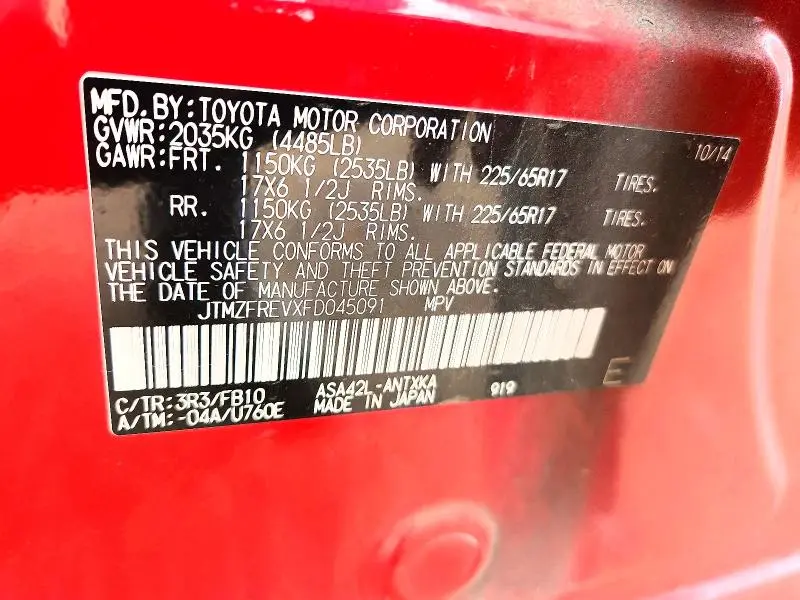 MFD. BY: TOYOTA MOTOR CORPORATION 10/14
GVWR: 2035KG (4485LB)
GAWR: FRT. 1150KG (2535LB) WITH 225/65R17 TIRES.
17X6 1/2J RIMS.
RR. 1150KG (2535LB) WITH 225/65R17 TIRES.
17X6 1/2J RIMS.
THIS VEHICLE CONFORMS TO ALL APPLICABLE FEDERAL MOTOR
VEHICLE SAFETY AND THEFT PREVENTION STANDARDS IN EFFECT ON
THE DATE OF MANUFACTURE SHOWN ABOVE.
JTMZFREVXFD045091 MPV
C/TR: 3R3/FB10 ASA42L-ANTXKA 919 E
A/TM: -04A/U760E MADE IN JAPAN